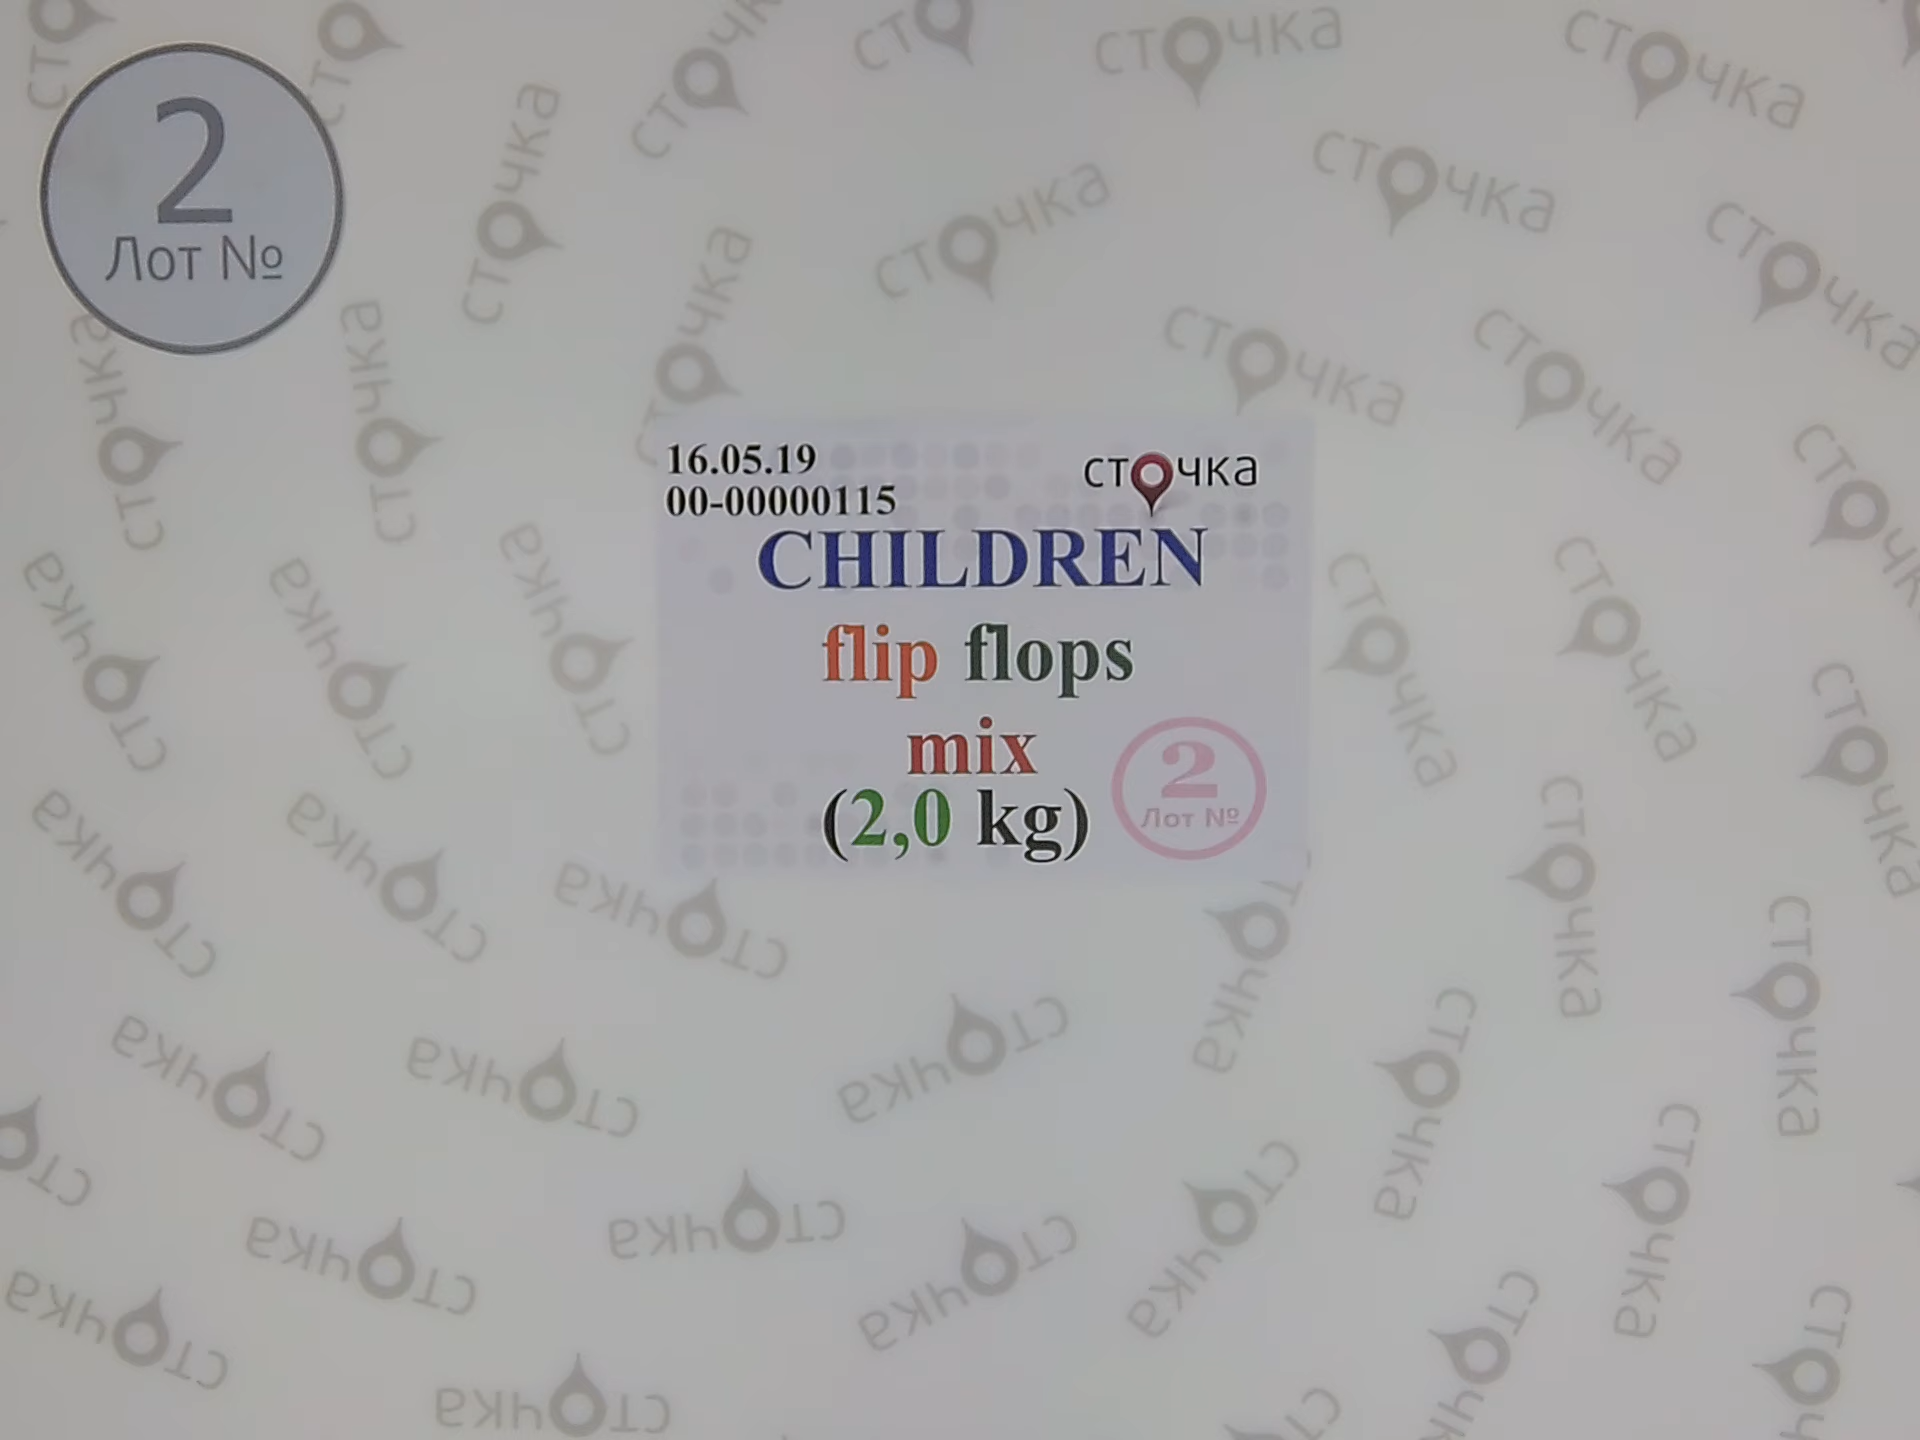 2
Лот №
16.05.19
00-00000115
сточка
CHILDREN
flip flops
mix
(2,0 kg)
2
Лот №